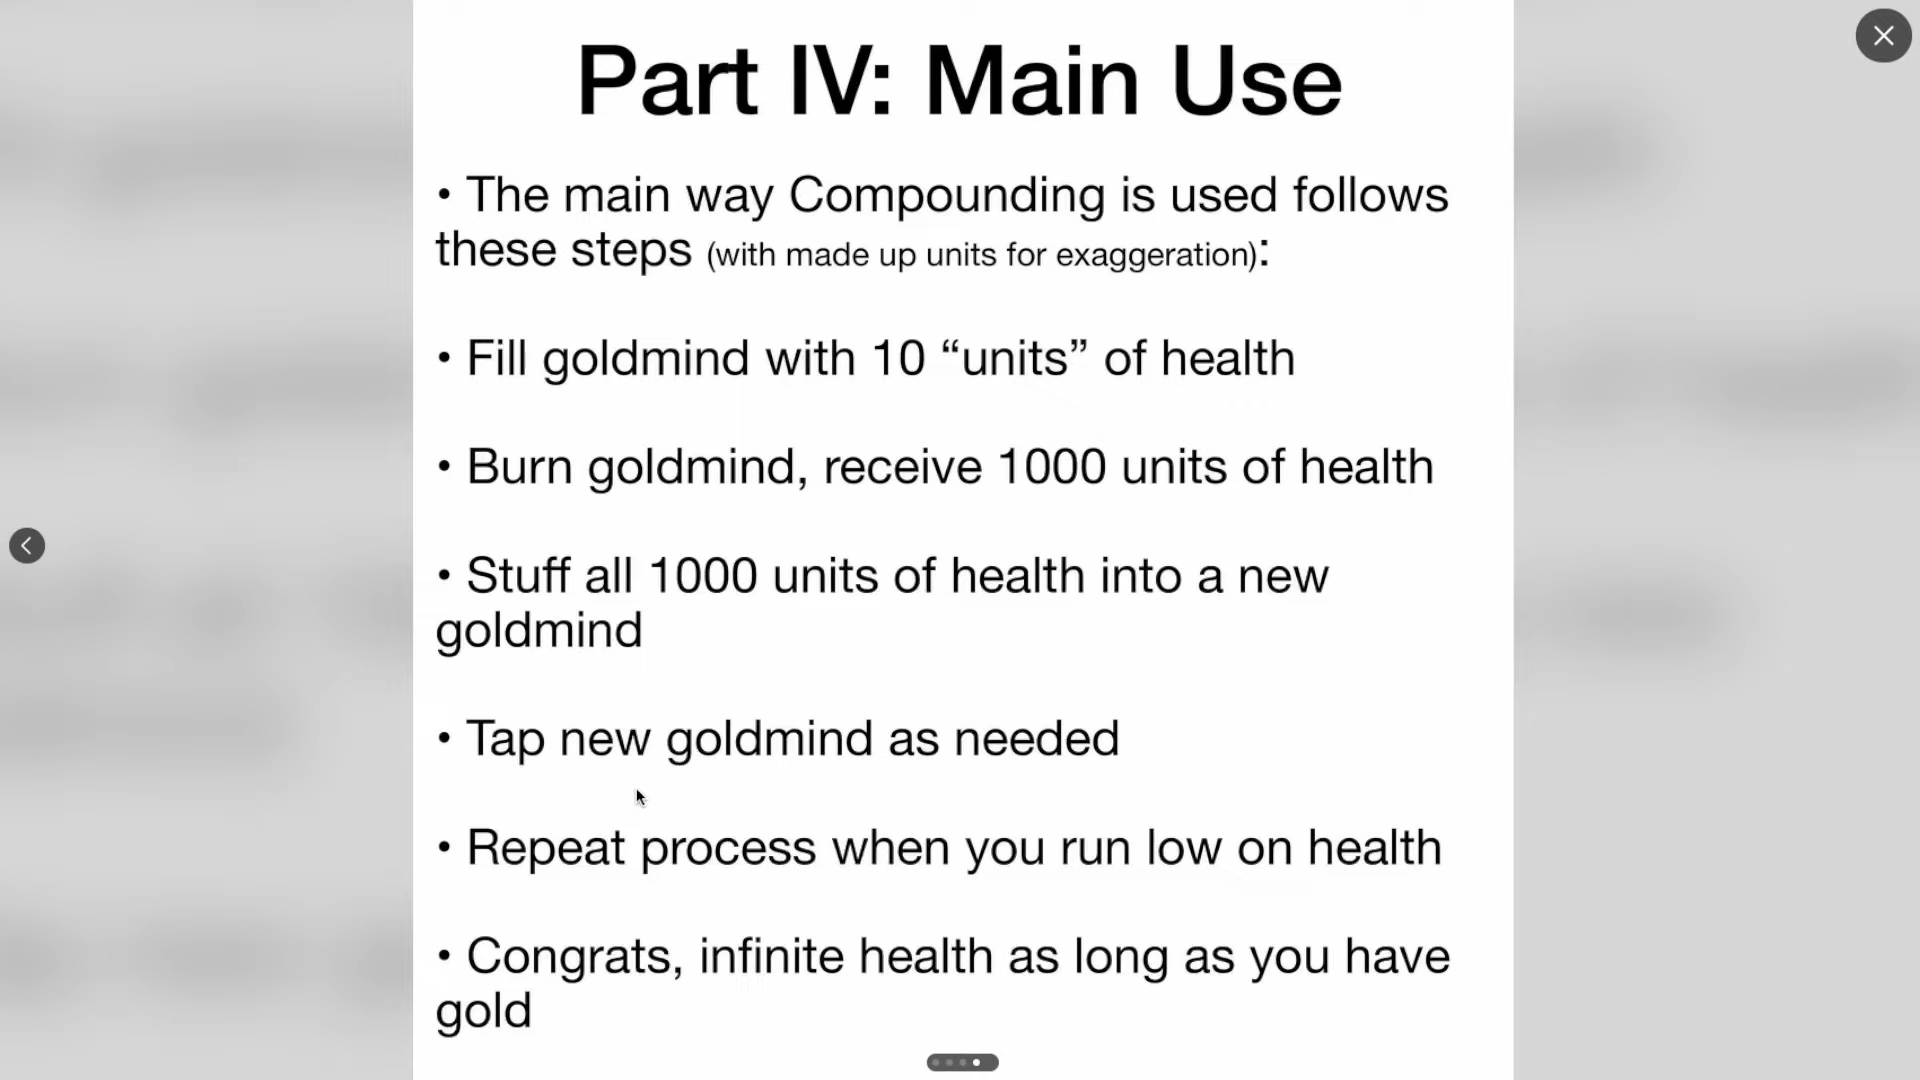 Part IV: Main Use
• The main way Compounding is used follows
these steps (with made up units for exaggeration):
• Fill goldmind with 10 “units” of health
• Burn goldmind, receive 1000 units of health
• Stuff all 1000 units of health into a new
goldmind
• Tap new goldmind as needed
• Repeat process when you run low on health
• Congrats, infinite health as long as you have
gold